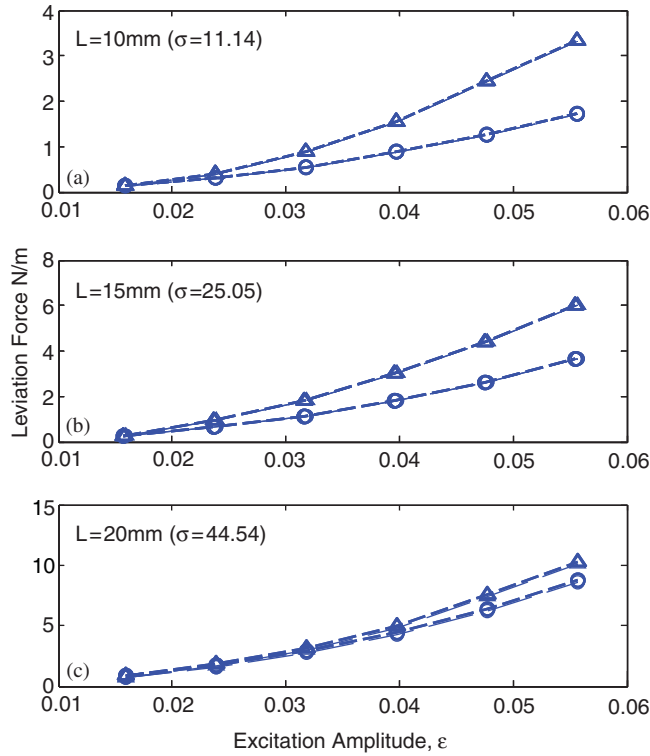 4
3
2
1
0
L=10mm (σ=11.14)
(a)
0.01 0.02 0.03 0.04 0.05 0.06
8
6
4
2
0
L=15mm (σ=25.05)
(b)
0.01 0.02 0.03 0.04 0.05 0.06
Leviation Force N/m
15
10
5
0
L=20mm (σ=44.54)
(c)
0.01 0.02 0.03 0.04 0.05 0.06
Excitation Amplitude, ε